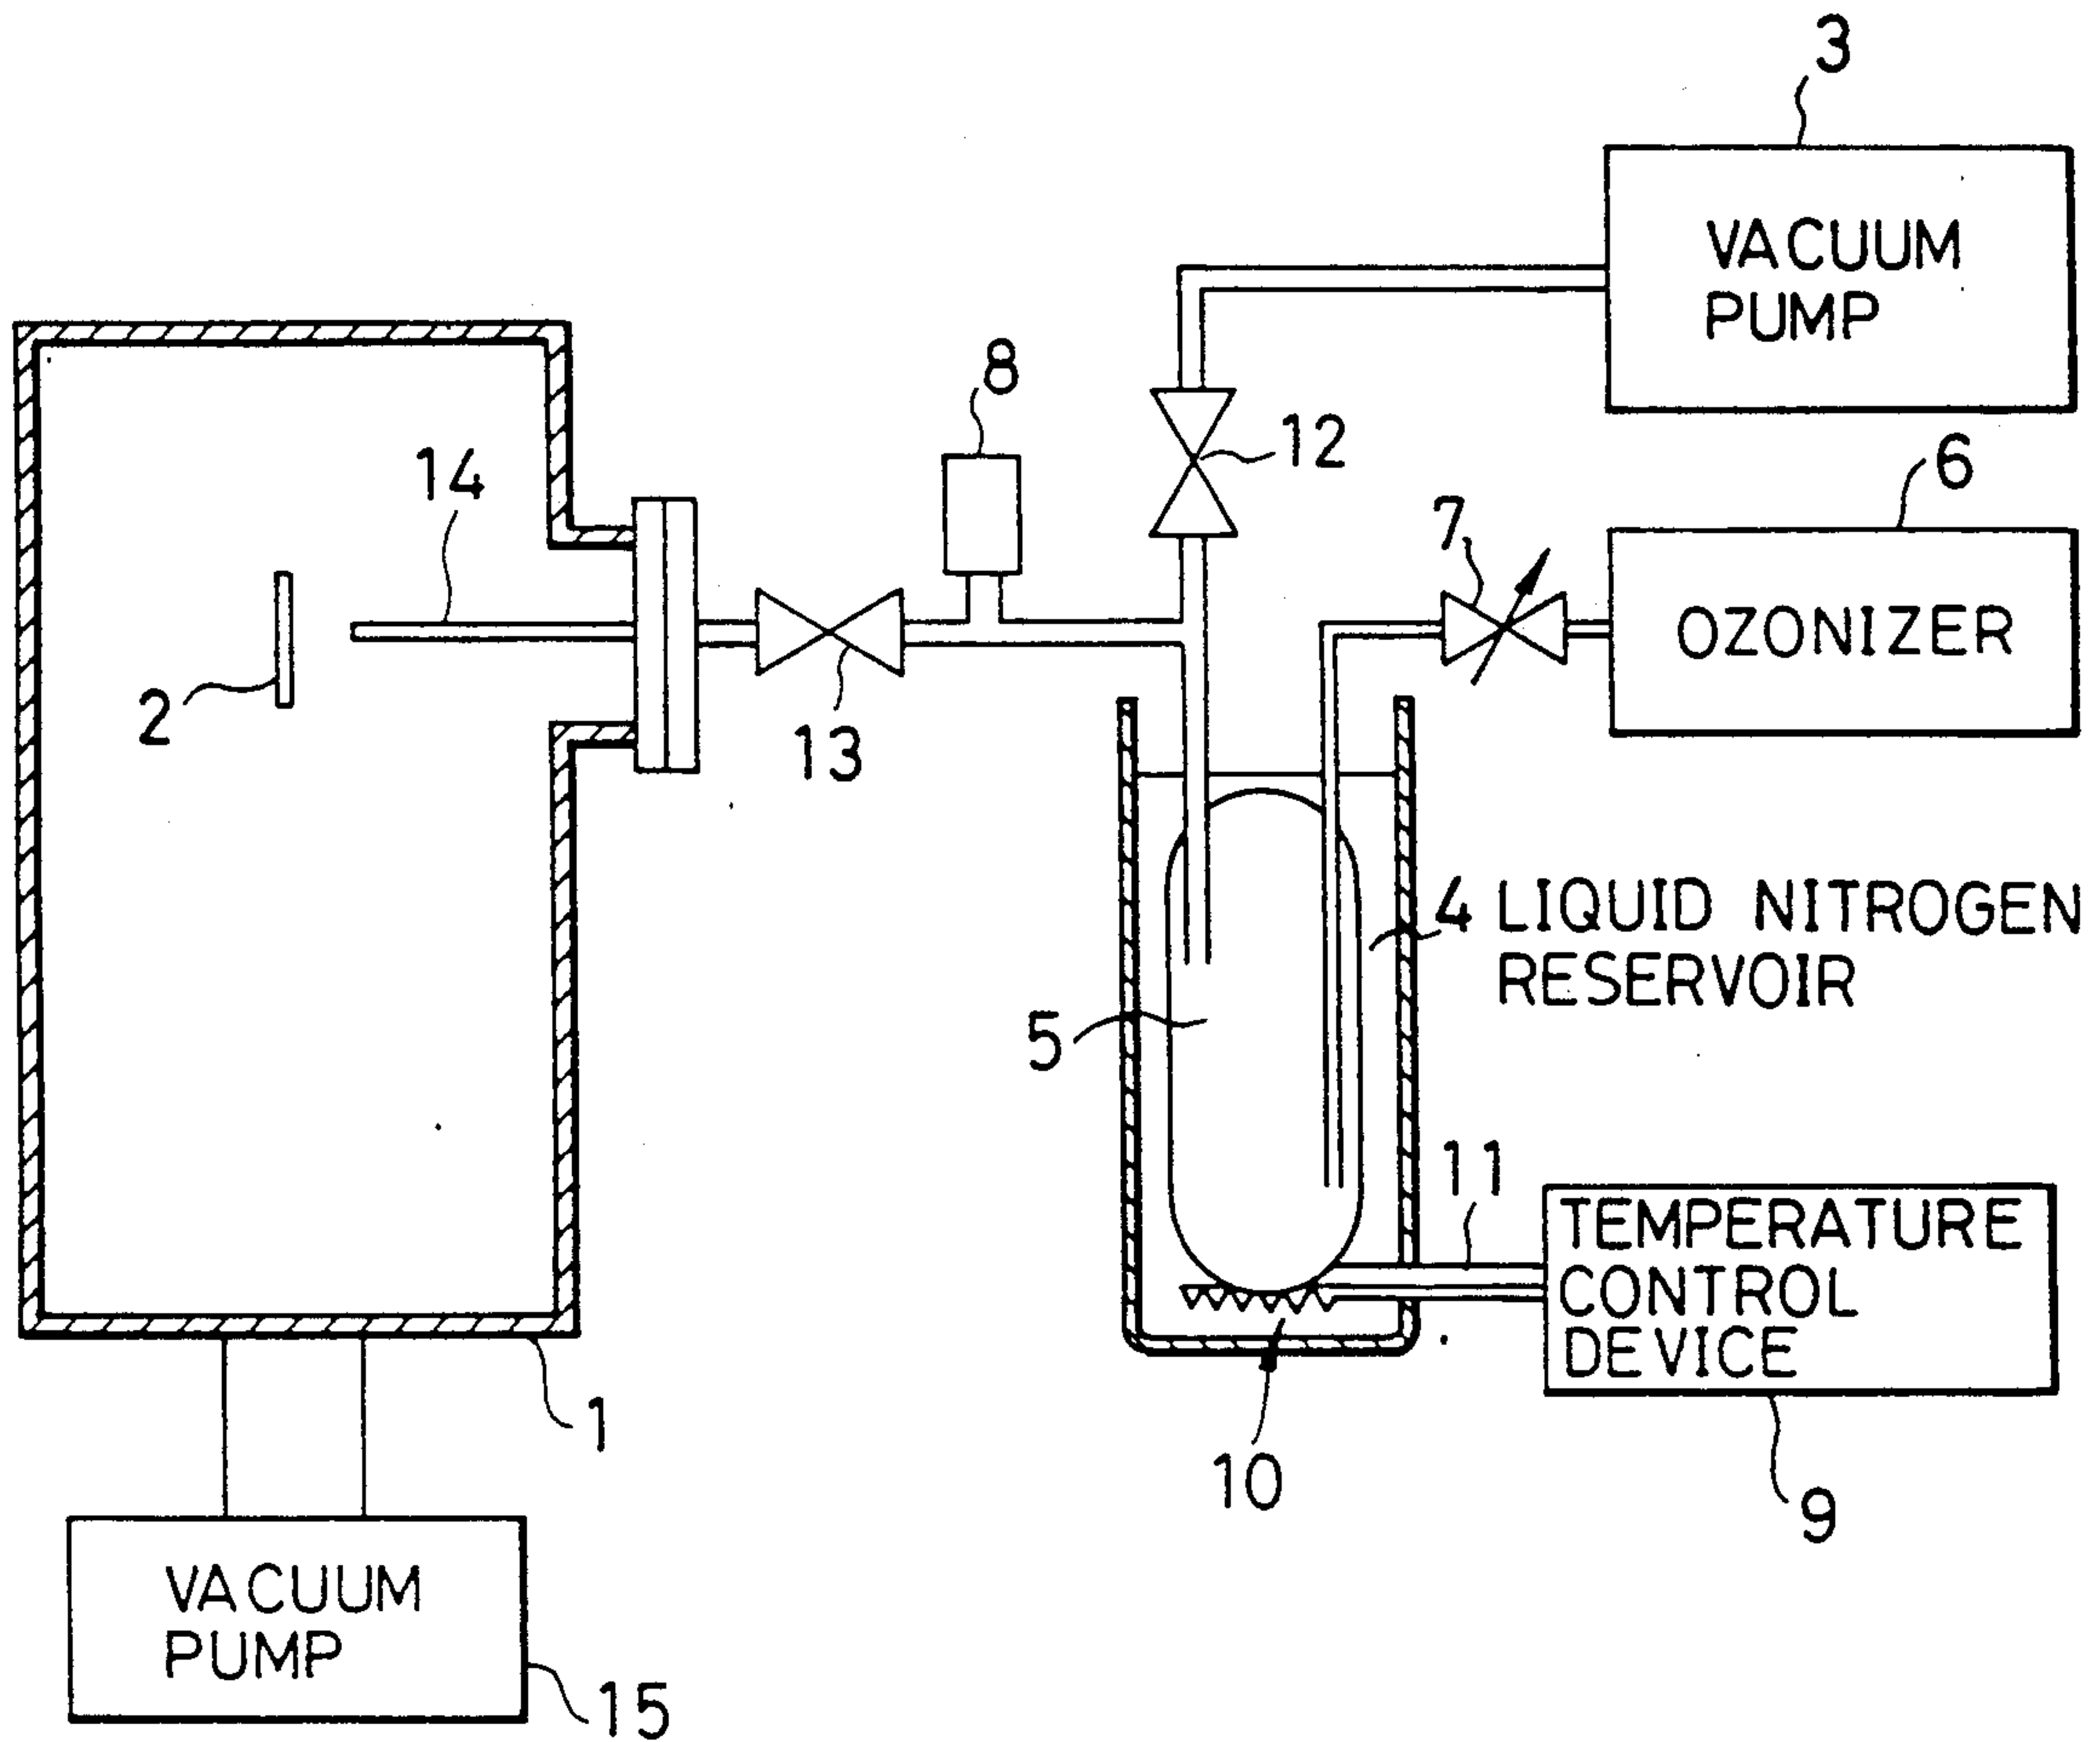 3
VACUUM
PUMP
8
12
14
6
7
OZONIZER
2
13
4 LIQUID NITROGEN
RESERVOIR
5
11
TEMPERATURE
CONTROL
DEVICE
1
10
9
VACUUM
PUMP
15